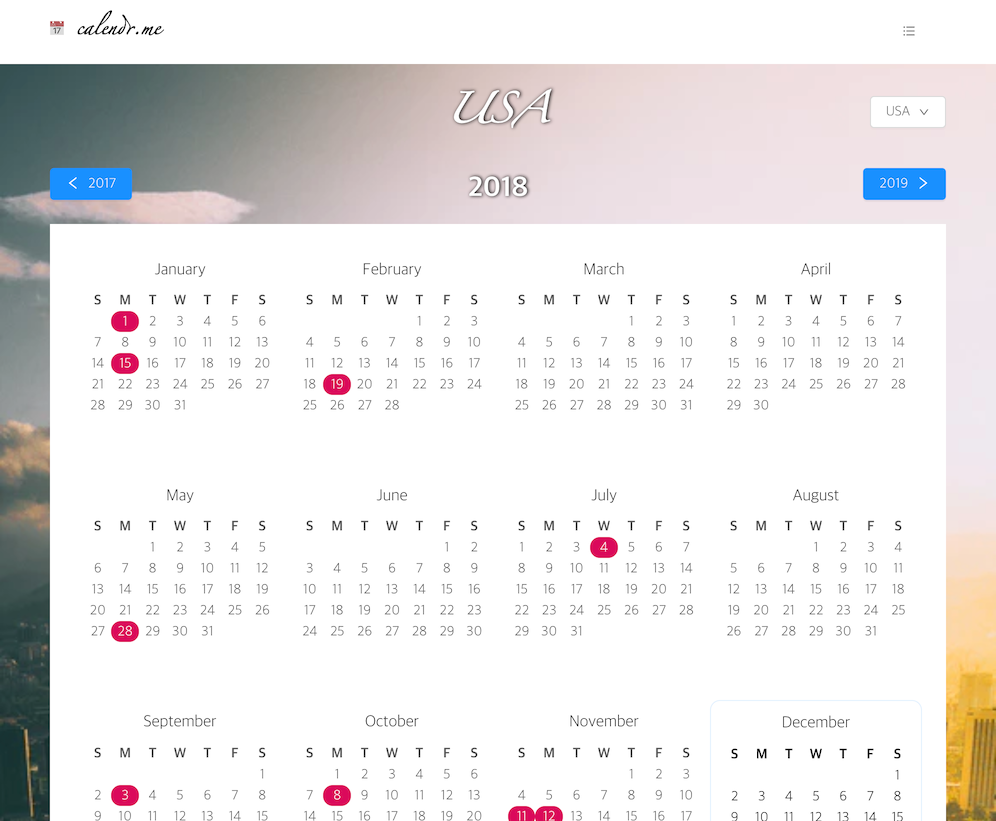 17 calendr.me
USA
USA
2017
2018
2019
January February March April
S M T W T F S S M T W T F S S M T W T F S S M T W T F S
1 2 3 4 5 6 1 2 3 1 2 3 1 2 3 4 5 6 7
7 8 9 10 11 12 13 4 5 6 7 8 9 10 4 5 6 7 8 9 10 8 9 10 11 12 13 14
14 15 16 17 18 19 20 11 12 13 14 15 16 17 11 12 13 14 15 16 17 15 16 17 18 19 20 21
21 22 23 24 25 26 27 18 19 20 21 22 23 24 18 19 20 21 22 23 24 22 23 24 25 26 27 28
28 29 30 31 25 26 27 28 25 26 27 28 29 30 31 29 30
May June July August
S M T W T F S S M T W T F S S M T W T F S S M T W T F S
1 2 3 4 5 1 2 1 2 3 4 5 6 7 1 2 3 4
6 7 8 9 10 11 12 3 4 5 6 7 8 9 8 9 10 11 12 13 14 5 6 7 8 9 10 11
13 14 15 16 17 18 19 10 11 12 13 14 15 16 15 16 17 18 19 20 21 12 13 14 15 16 17 18
20 21 22 23 24 25 26 17 18 19 20 21 22 23 22 23 24 25 26 27 28 19 20 21 22 23 24 25
27 28 29 30 31 24 25 26 27 28 29 30 29 30 31 26 27 28 29 30 31
September October November December
S M T W T F S S M T W T F S S M T W T F S S M T W T F S
1 1 2 3 4 5 6 1 2 3 1
2 3 4 5 6 7 8 7 8 9 10 11 12 13 4 5 6 7 8 9 10 2 3 4 5 6 7 8
9 10 11 12 13 14 15 14 15 16 17 18 19 20 11 12 13 14 15 16 17 9 10 11 12 13 14 15